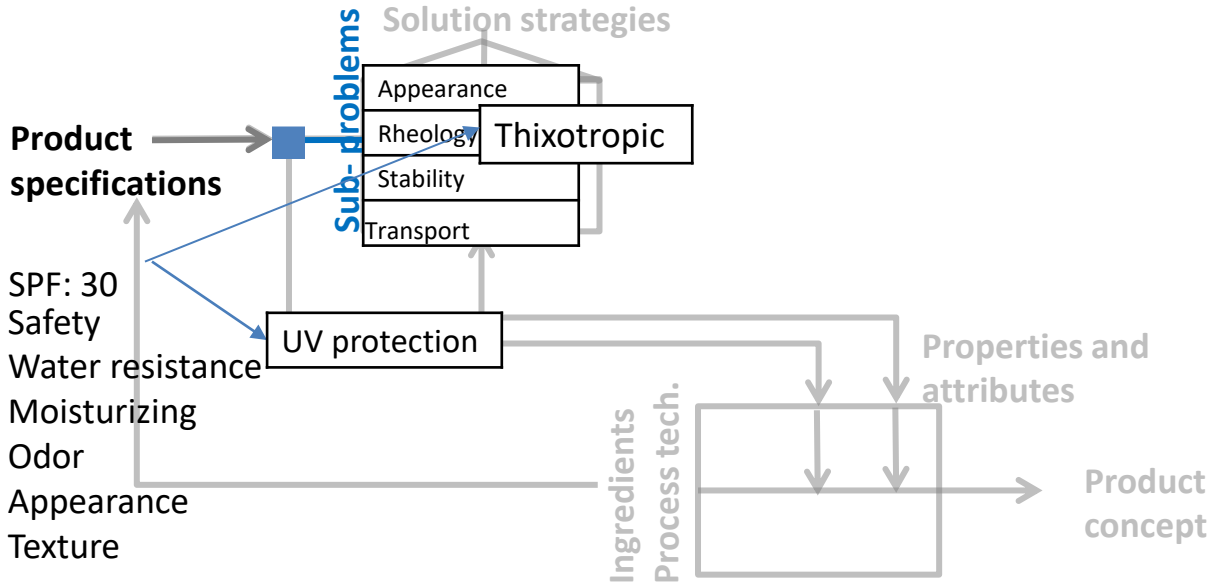 Solution strategies
Sub- problems
Appearance
Rheology
Thixotropic
Stability
Transport
Product
specifications
SPF: 30
Safety
Water resistance
Moisturizing
Odor
Appearance
Texture
UV protection
Properties and
attributes
Ingredients
Process tech.
Product
concept